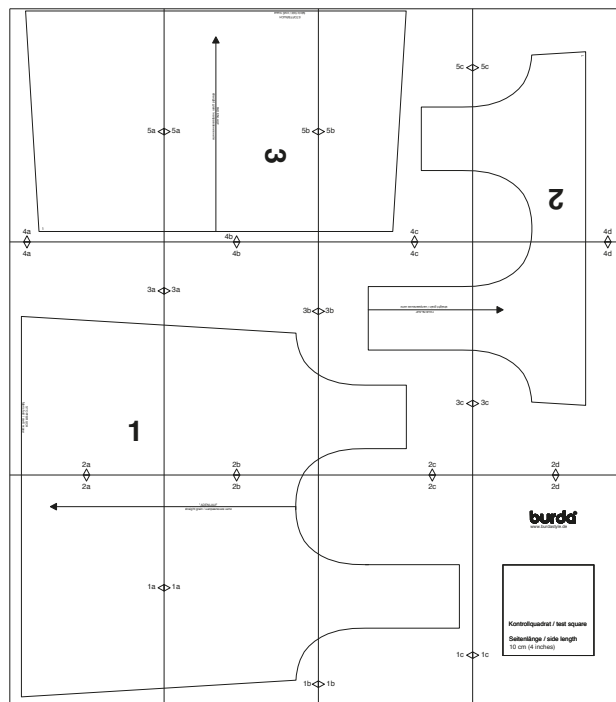 5c 5c
5a 5a
5b 5b
3
2
4a
4b
4c
4d
4a
4b
4c
4d
3a 3a
3b 3b
3c 3c
1
2a
2b
2c
2d
2a
2b
2c
2d
burda
www.burdastyle.de
1a 1a
Kontrollquadrat / test square
Seitenlänge / side length
10 cm (4 inches)
1b 1b
1c 1c